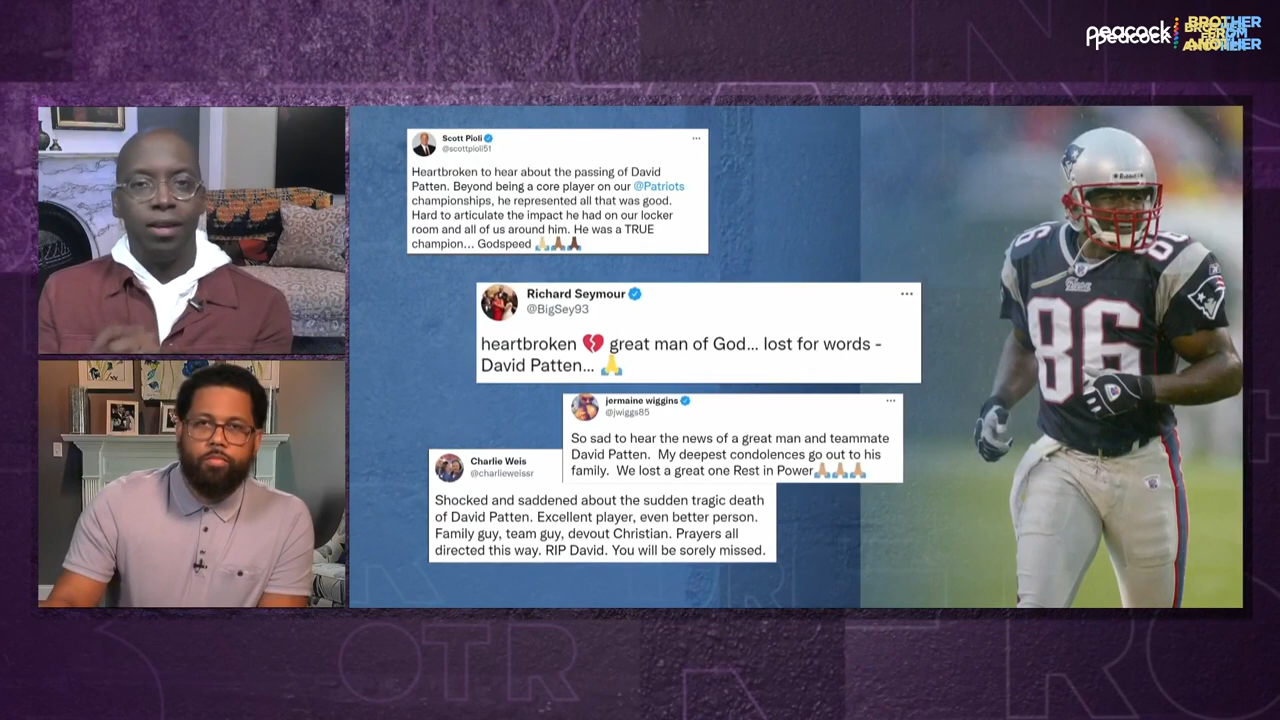 peacock
BROTHER
FROM
ANOTHER
Scott Pioli
@scottpioli51
Heartbroken to hear about the passing of David
Patten. Beyond being a core player on our @Patriots
championships, he represented all that was good.
Hard to articulate the impact he had on our locker
room and all of us around him. He was a TRUE
champion... Godspeed 🙏🏻🙏🏾🙏🏿
Richard Seymour
@BigSey93
heartbroken 💔 great man of God... lost for words -
David Patten... 🙏
jermaine wiggins
@jwiggs85
So sad to hear the news of a great man and teammate
David Patten. My deepest condolences go out to his
family. We lost a great one Rest in Power🙏🏽🙏🏽🙏🏽
Charlie Weis
@charlieweissr
Shocked and saddened about the sudden tragic death
of David Patten. Excellent player, even better person.
Family guy, team guy, devout Christian. Prayers all
directed this way. RIP David. You will be sorely missed.
Riddell
86
86
Patriots
86
OTR